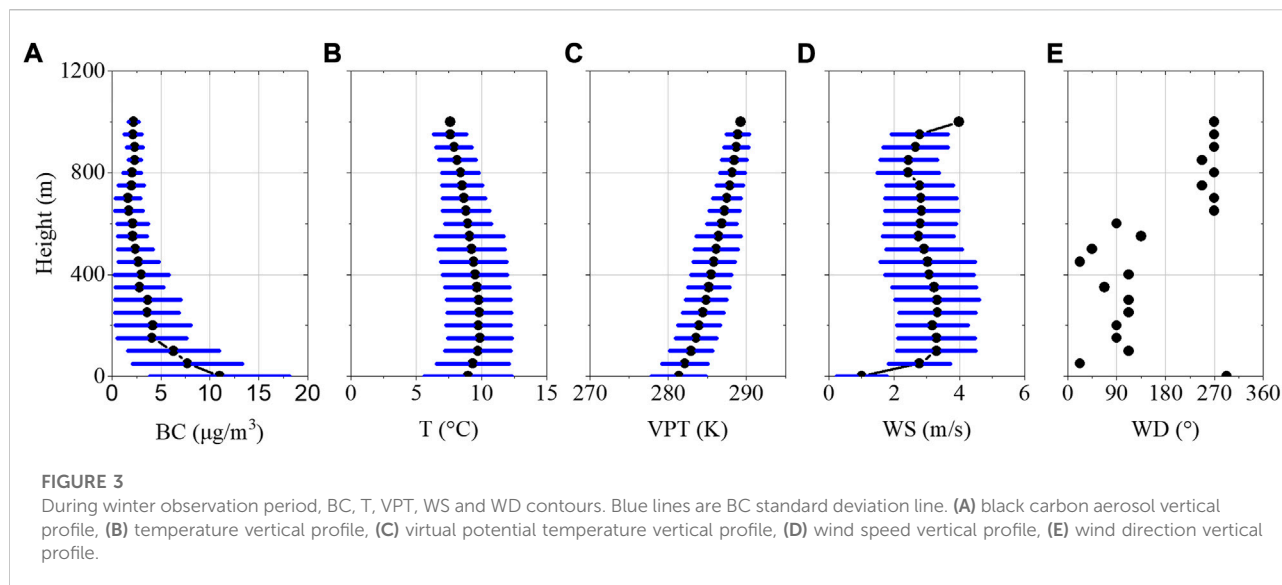 A B C D E
1200
800
400
0
Height (m)
0 5 10 15 20
0 5 10 15
270 280 290
0 2 4 6
0 90 180 270 360
BC (μg/m³)
T (°C)
VPT (K)
WS (m/s)
WD (°)
FIGURE 3
During winter observation period, BC, T, VPT, WS and WD contours. Blue lines are BC standard deviation line. (A) black carbon aerosol vertical
profile, (B) temperature vertical profile, (C) virtual potential temperature vertical profile, (D) wind speed vertical profile, (E) wind direction vertical
profile.